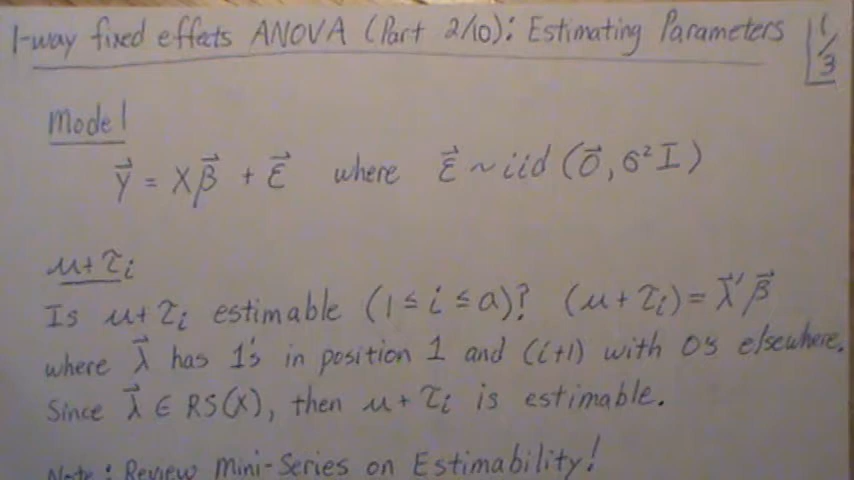 1-way fixed effects ANOVA (Part 2/10): Estimating Parameters
1/3
Model
Y⃗ = Xβ⃗ + ε⃗ where ε⃗ ~ iid (0⃗, σ²I)
μ+τi
Is μ+τi estimable (1≤i≤a)? (μ+τi) = λ⃗'β⃗
where λ⃗ has 1's in position 1 and (i+1) with 0s elsewhere.
Since λ⃗ ∈ RS(X), then μ+τi is estimable.
Note: Review Mini-Series on Estimability!